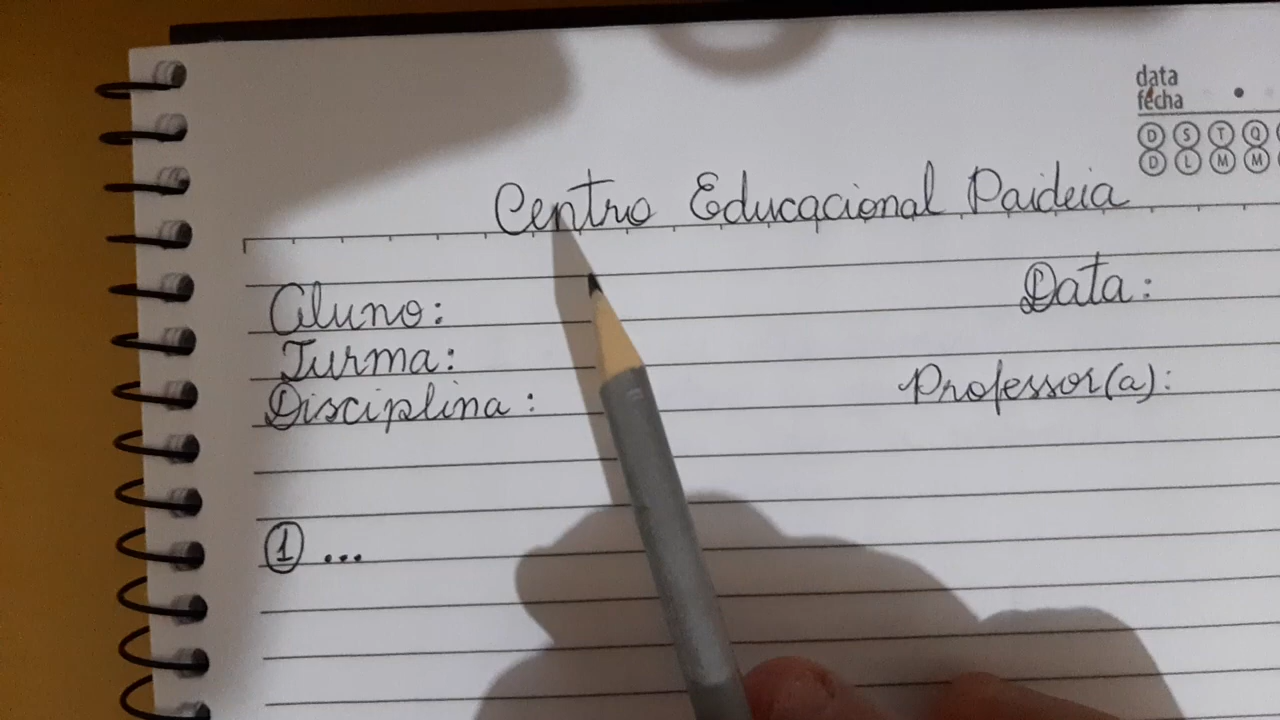 data
fecha
D S T Q
D L M M
Centro Educacional Paideia
Aluno: Data:
Turma:
Disciplina: Professor(a):
1 ...